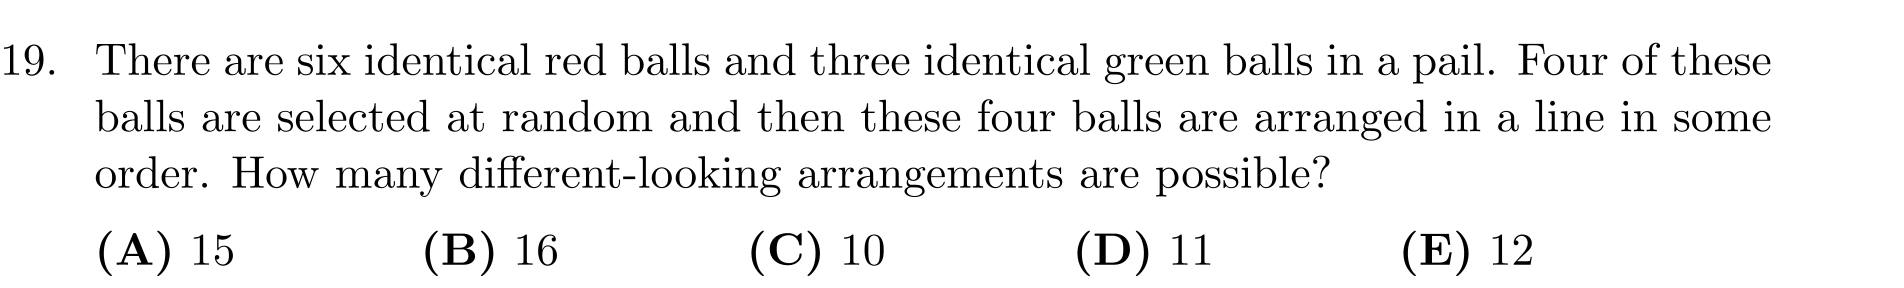 19. There are six identical red balls and three identical green balls in a pail. Four of these
balls are selected at random and then these four balls are arranged in a line in some
order. How many different-looking arrangements are possible?
(A) 15 (B) 16 (C) 10 (D) 11 (E) 12